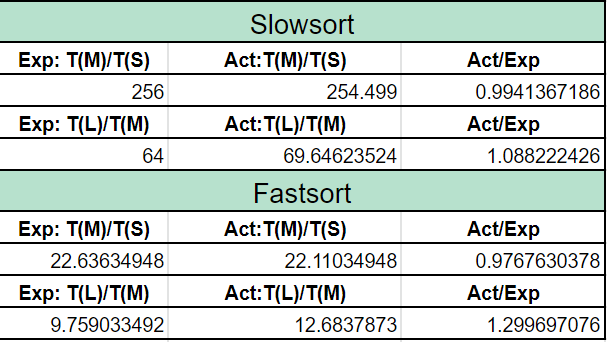 Slowsort
Exp: T(M)/T(S) Act:T(M)/T(S) Act/Exp
256 254.499 0.9941367186
Exp: T(L)/T(M) Act:T(L)/T(M) Act/Exp
64 69.64623524 1.088222426
Fastsort
Exp: T(M)/T(S) Act:T(M)/T(S) Act/Exp
22.63634948 22.11034948 0.9767630378
Exp: T(L)/T(M) Act:T(L)/T(M) Act/Exp
9.759033492 12.6837873 1.299697076